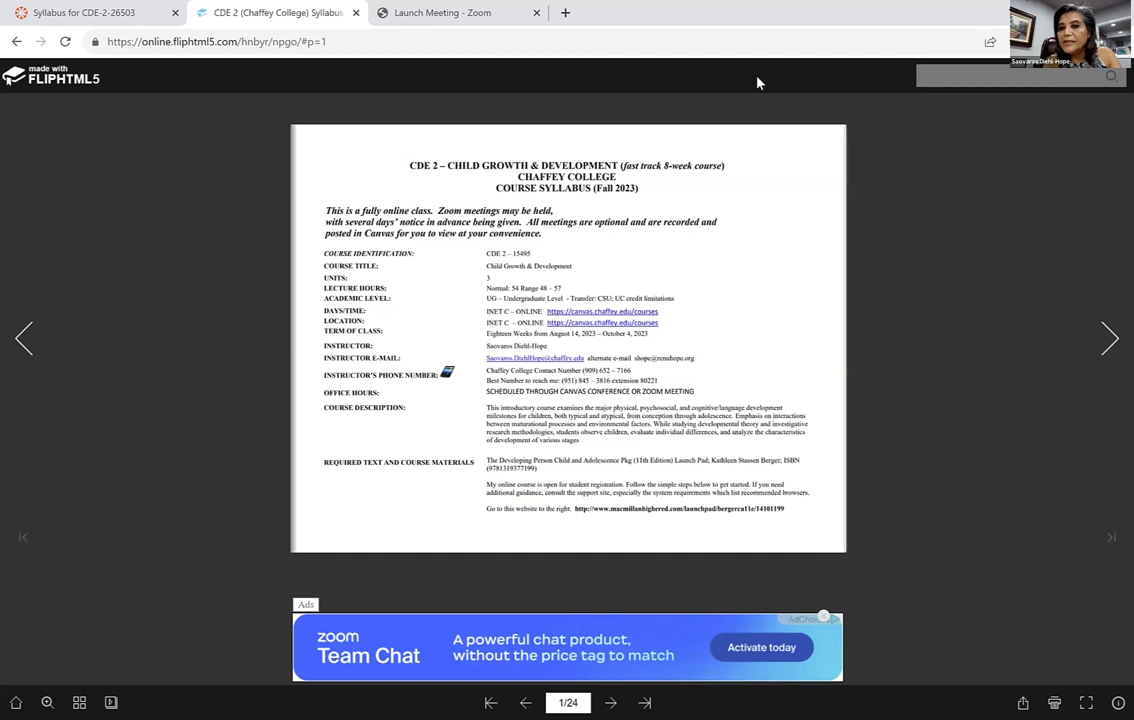 Syllabus for CDE-2-26503
CDE 2 (Chaffey College) Syllabus
Launch Meeting - Zoom
https://online.fliphtml5.com/hnbyr/npgo/#p=1
Saovaros Diehl-Hope
made with
FLIPHTML5
CDE 2 – CHILD GROWTH & DEVELOPMENT (fast track 8-week course)
CHAFFEY COLLEGE
COURSE SYLLABUS (Fall 2023)
This is a fully online class. Zoom meetings may be held,
with several days’ notice in advance being given. All meetings are optional and are recorded and
posted in Canvas for you to view at your convenience.
COURSE IDENTIFICATION: CDE 2 – 15495
COURSE TITLE: Child Growth & Development
UNITS: 3
LECTURE HOURS: Normal: 54 Range 48 – 57
ACADEMIC LEVEL: UG – Undergraduate Level - Transfer: CSU; UC credit limitations
DAYS/TIME: INET C – ONLINE https://canvas.chaffey.edu/courses
LOCATION: INET C – ONLINE https://canvas.chaffey.edu/courses
TERM OF CLASS: Eighteen Weeks from August 14, 2023 – October 4, 2023
INSTRUCTOR: Saovaros Diehl-Hope
INSTRUCTOR E-MAIL: Saovaros.DiehlHope@chaffey.edu alternate e-mail shope@renuhope.org
INSTRUCTOR'S PHONE NUMBER: Chaffey College Contact Number (909) 652 – 7166
Best Number to reach me: (951) 845 – 3816 extension 80221
OFFICE HOURS: SCHEDULED THROUGH CANVAS CONFERENCE OR ZOOM MEETING
COURSE DESCRIPTION: This introductory course examines the major physical, psychosocial, and cognitive/language development
milestones for children, both typical and atypical, from conception through adolescence. Emphasis on interactions
between maturational processes and environmental factors. While studying developmental theory and investigative
research methodologies, students observe children, evaluate individual differences, and analyze the characteristics
of development of various stages
REQUIRED TEXT AND COURSE MATERIALS The Developing Person Child and Adolescence Pkg (11th Edition) Launch Pad; Kathleen Stassen Berger; ISBN
(9781319377199)
My online course is open for student registration. Follow the simple steps below to get started. If you need
additional guidance, consult the support site, especially the system requirements which list recommended browsers.
Go to this website to the right. http://www.macmillanhighered.com/launchpad/bergerca11e/14101199
Ads
AdChoices
zoom
Team Chat
A powerful chat product,
without the price tag to match
Activate today
1/24